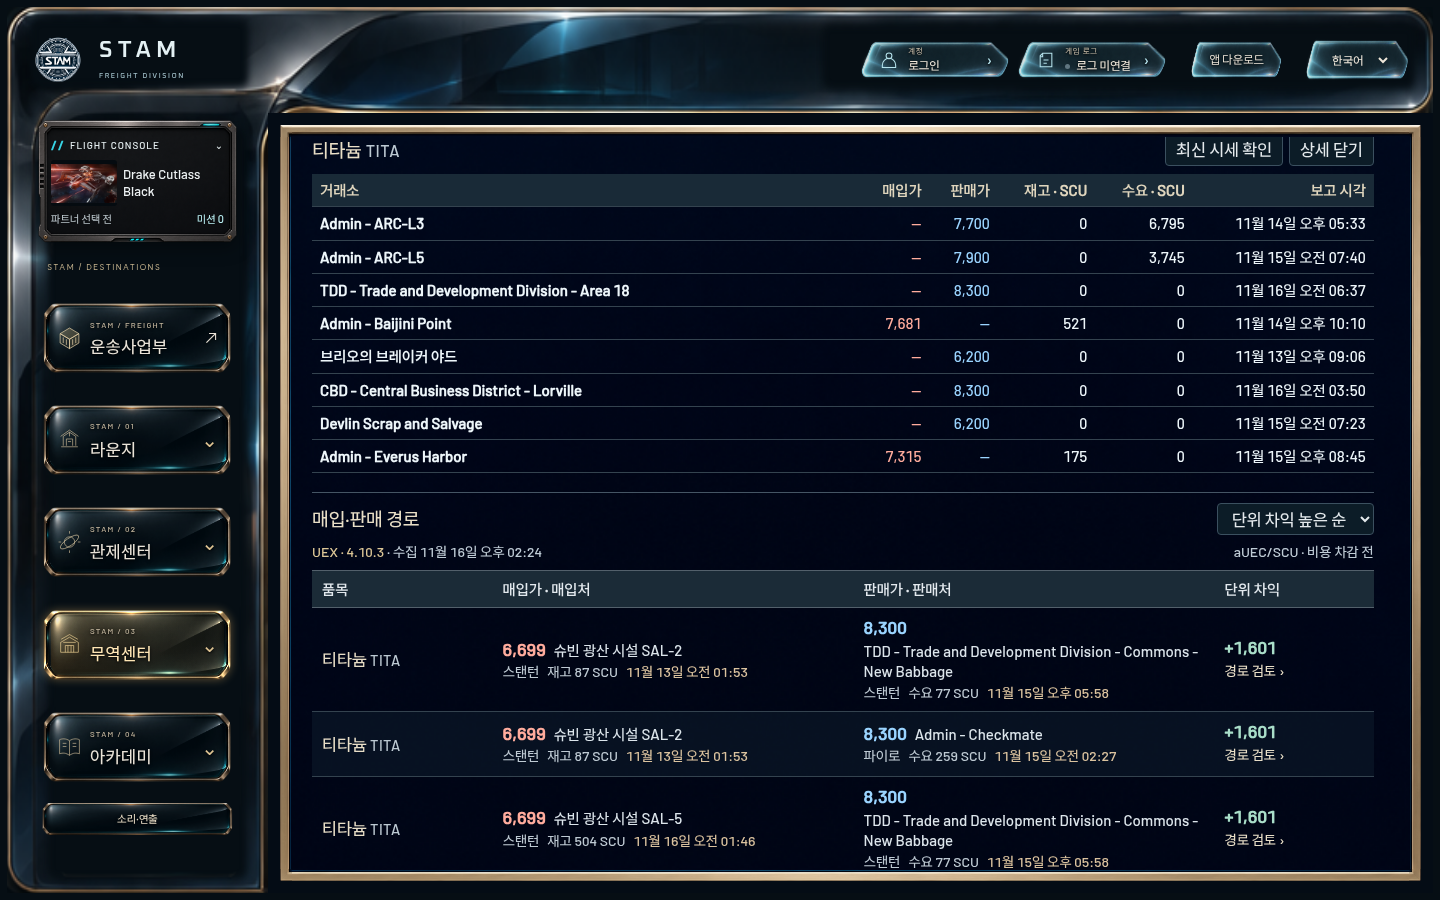 STAM
FREIGHT DIVISION
계정
로그인 ›
게임 로그
로그 미연결 ›
앱 다운로드
한국어
// FLIGHT CONSOLE
Drake Cutlass
Black
파트너 선택 전 미션 0
STAM / DESTINATIONS
STAM / FREIGHT
운송사업부
STAM / 01
라운지
STAM / 02
관제센터
STAM / 03
무역센터
STAM / 04
아카데미
소리·연출
티타늄 TITA 최신 시세 확인 상세 닫기
거래소 매입가 판매가 재고 · SCU 수요 · SCU 보고 시각
Admin - ARC-L3 — 7,700 0 6,795 11월 14일 오후 05:33
Admin - ARC-L5 — 7,900 0 3,745 11월 15일 오전 07:40
TDD - Trade and Development Division - Area 18 — 8,300 0 0 11월 16일 오전 06:37
Admin - Baijini Point 7,681 — 521 0 11월 14일 오후 10:10
브리오의 브레이커 야드 — 6,200 0 0 11월 13일 오후 09:06
CBD - Central Business District - Lorville — 8,300 0 0 11월 16일 오전 03:50
Devlin Scrap and Salvage — 6,200 0 0 11월 15일 오전 07:23
Admin - Everus Harbor 7,315 — 175 0 11월 15일 오후 08:45
매입·판매 경로 단위 차익 높은 순
UEX · 4.10.3 · 수집 11월 16일 오후 02:24 aUEC/SCU · 비용 차감 전
품목 매입가 · 매입처 판매가 · 판매처 단위 차익
티타늄 TITA
6,699 슈빈 광산 시설 SAL-2
스탠턴 재고 87 SCU 11월 13일 오전 01:53
8,300
TDD - Trade and Development Division - Commons -
New Babbage
스탠턴 수요 77 SCU 11월 15일 오후 05:58
+1,601
경로 검토 ›
티타늄 TITA
6,699 슈빈 광산 시설 SAL-2
스탠턴 재고 87 SCU 11월 13일 오전 01:53
8,300 Admin - Checkmate
파이로 수요 259 SCU 11월 15일 오전 02:27
+1,601
경로 검토 ›
티타늄 TITA
6,699 슈빈 광산 시설 SAL-5
스탠턴 재고 504 SCU 11월 16일 오전 01:46
8,300
TDD - Trade and Development Division - Commons -
New Babbage
스탠턴 수요 77 SCU 11월 15일 오후 05:58
+1,601
경로 검토 ›